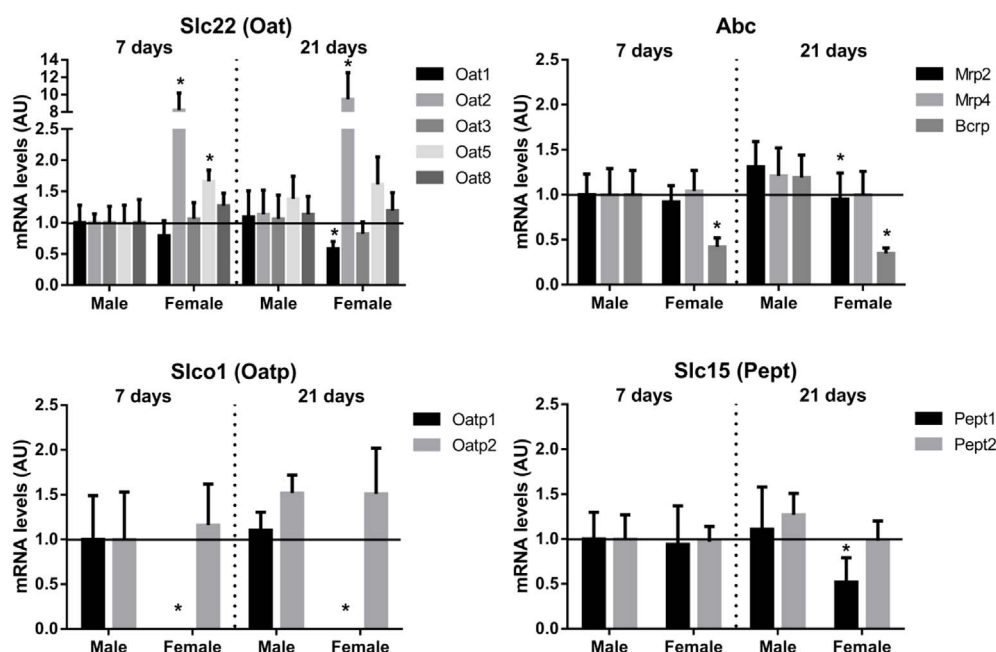 Slc22 (Oat)
7 days 21 days
mRNA levels (AU)
14
12
10
8
2.5
2.0
1.5
1.0
0.5
0.0
* * * *
Male Female Male Female
Oat1
Oat2
Oat3
Oat5
Oat8
Abc
7 days 21 days
mRNA levels (AU)
2.5
2.0
1.5
1.0
0.5
0.0
* * *
Male Female Male Female
Mrp2
Mrp4
Bcrp
Slco1 (Oatp)
7 days 21 days
mRNA levels (AU)
2.5
2.0
1.5
1.0
0.5
0.0
* *
Male Female Male Female
Oatp1
Oatp2
Slc15 (Pept)
7 days 21 days
mRNA levels (AU)
2.5
2.0
1.5
1.0
0.5
0.0
*
Male Female Male Female
Pept1
Pept2